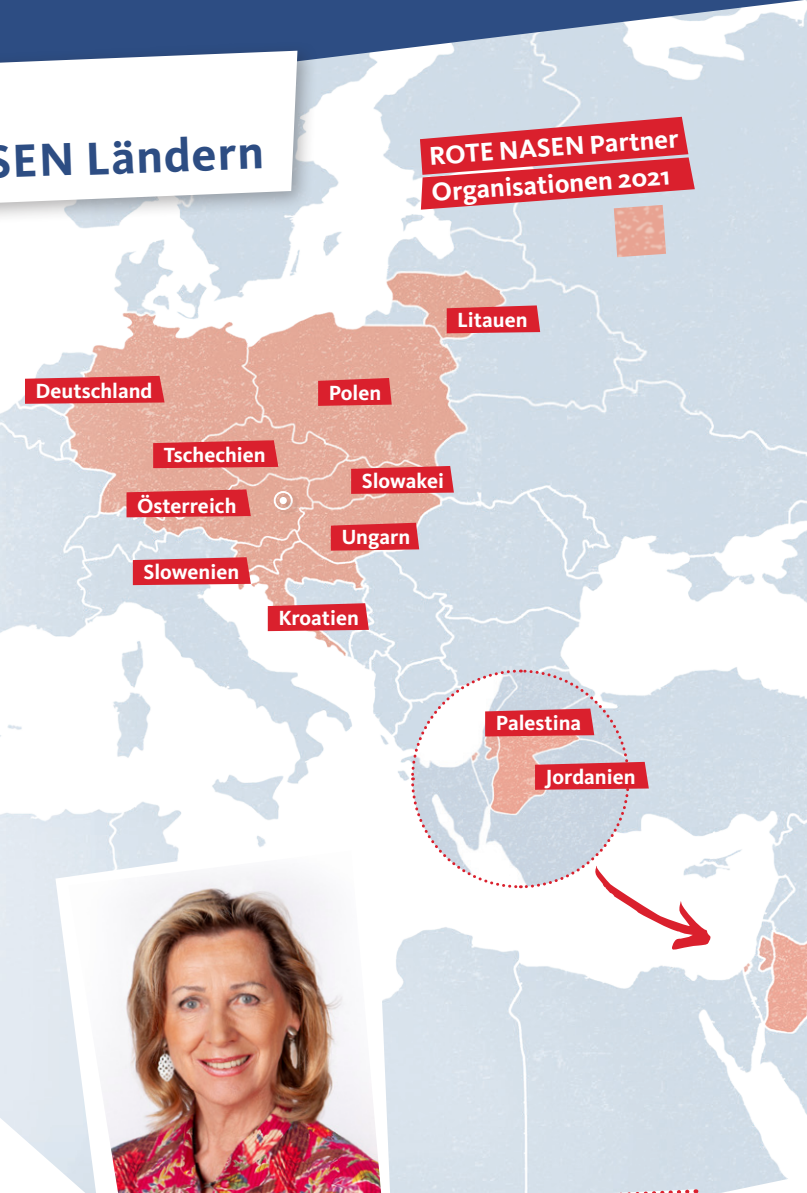 SEN Ländern
ROTE NASEN Partner
Organisationen 2021
Litauen
Deutschland
Polen
Tschechien
Slowakei
Österreich
Ungarn
Slowenien
Kroatien
Palestina
Jordanien